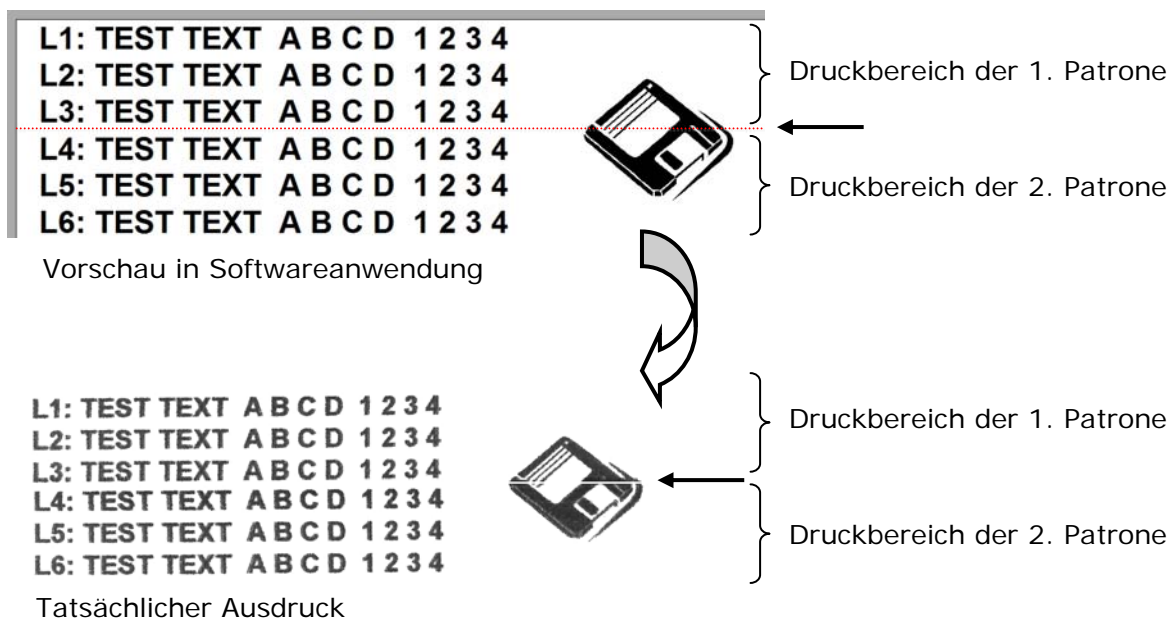 L1: TEST TEXT A B C D 1 2 3 4
L2: TEST TEXT A B C D 1 2 3 4
L3: TEST TEXT A B C D 1 2 3 4
L4: TEST TEXT A B C D 1 2 3 4
L5: TEST TEXT A B C D 1 2 3 4
L6: TEST TEXT A B C D 1 2 3 4
Druckbereich der 1. Patrone
Druckbereich der 2. Patrone
Vorschau in Softwareanwendung
L1: TEST TEXT A B C D 1 2 3 4
L2: TEST TEXT A B C D 1 2 3 4
L3: TEST TEXT A B C D 1 2 3 4
L4: TEST TEXT A B C D 1 2 3 4
L5: TEST TEXT A B C D 1 2 3 4
L6: TEST TEXT A B C D 1 2 3 4
Druckbereich der 1. Patrone
Druckbereich der 2. Patrone
Tatsächlicher Ausdruck